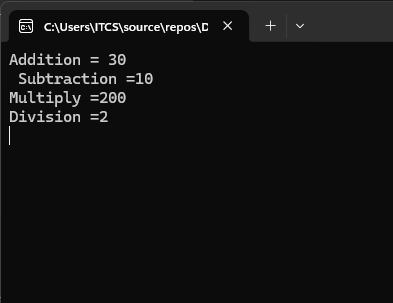 C:\Users\ITCS\source\repos\D
Addition = 30
 Subtraction =10
Multiply =200
Division =2